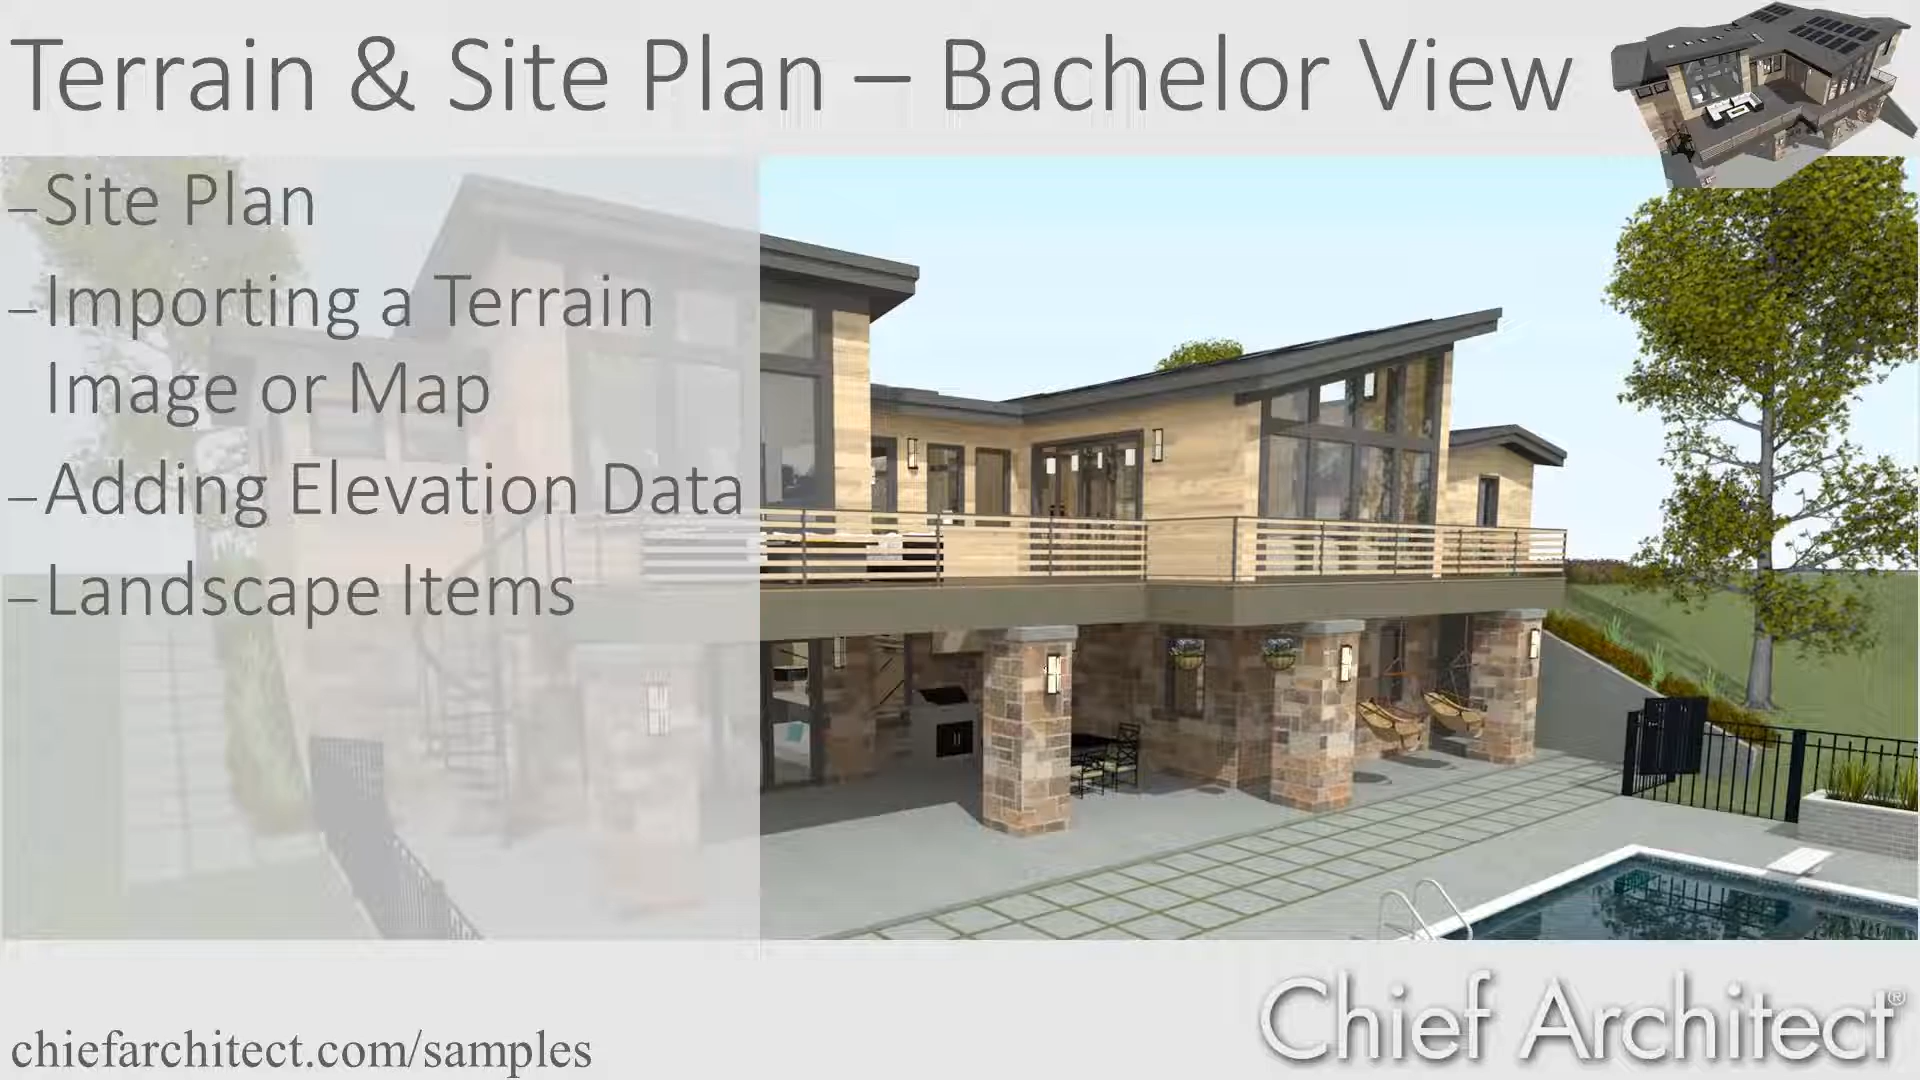 Terrain & Site Plan – Bachelor View
–Site Plan
–Importing a Terrain
Image or Map
–Adding Elevation Data
–Landscape Items
Chief Architect®
chiefarchitect.com/samples